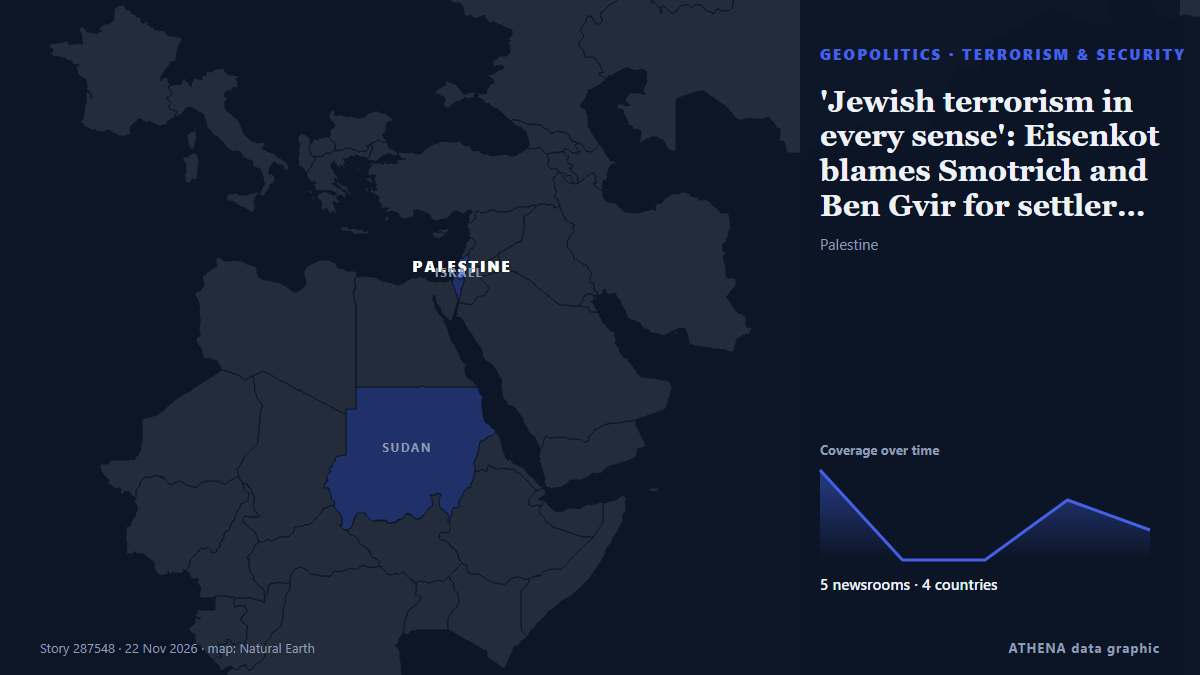 GEOPOLITICS · TERRORISM & SECURITY
'Jewish terrorism in
every sense': Eisenkot
blames Smotrich and
Ben Gvir for settler...
Palestine
PALESTINE
ISRAEL
SUDAN
Coverage over time
5 newsrooms · 4 countries
Story 287548 · 22 Nov 2026 · map: Natural Earth
ATHENA data graphic